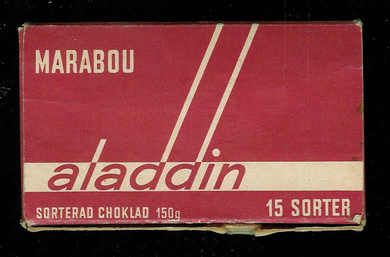 MARABOU
aladdin
SORTERAD CHOKLAD 150g
15 SORTER